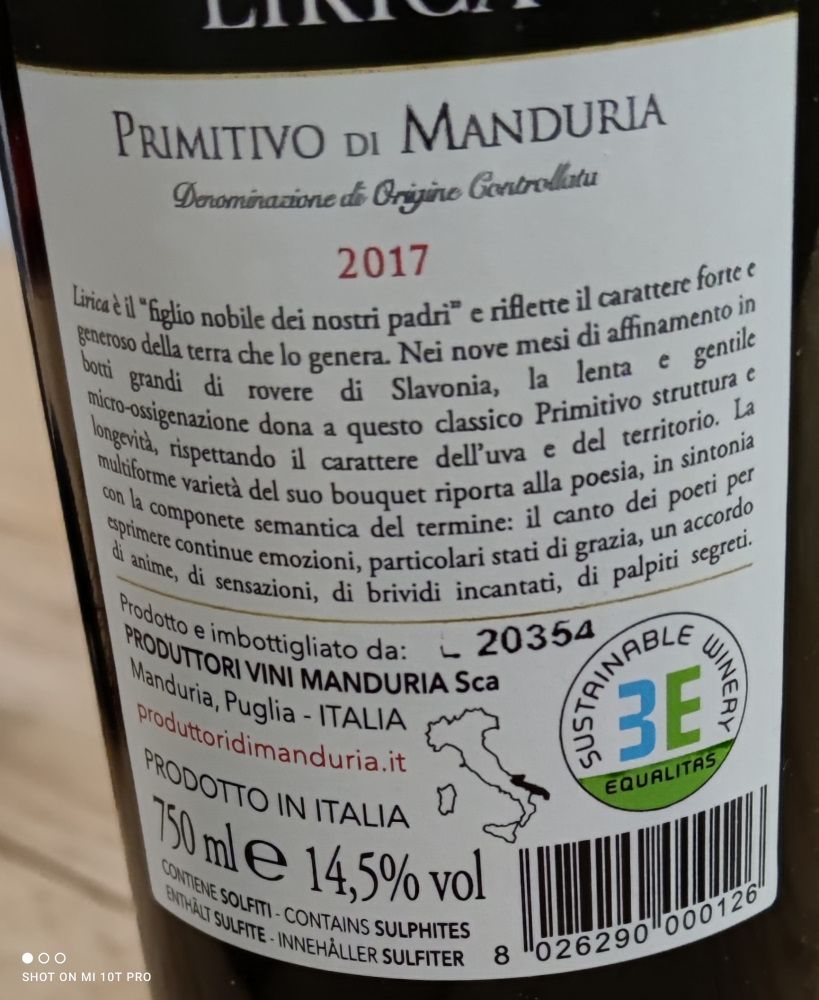 LIRICA
PRIMITIVO DI MANDURIA
Denominazione di Origine Controllata
2017
Lirica è il "figlio nobile dei nostri padri" e riflette il carattere forte e
generoso della terra che lo genera. Nei nove mesi di affinamento in
botti grandi di rovere di Slavonia, la lenta e gentile
micro-ossigenazione dona a questo classico Primitivo struttura e
longevità, rispettando il carattere dell'uva e del territorio. La
multiforme varietà del suo bouquet riporta alla poesia, in sintonia
con la componete semantica del termine: il canto dei poeti per
esprimere continue emozioni, particolari stati di grazia, un accordo
di anime, di sensazioni, di brividi incantati, di palpiti segreti.
Prodotto e imbottigliato da:
PRODUTTORI VINI MANDURIA Sca
Manduria, Puglia - ITALIA
produttoridimanduria.it
PRODOTTO IN ITALIA
750 ml e 14,5% vol
CONTIENE SOLFITI - CONTAINS SULPHITES
ENTHÄLT SULFITE - INNEHÅLLER SULFITER
L 20354
SUSTAINABLE WINERY
3E
EQUALITAS
8 026290 000126
SHOT ON MI 10T PRO